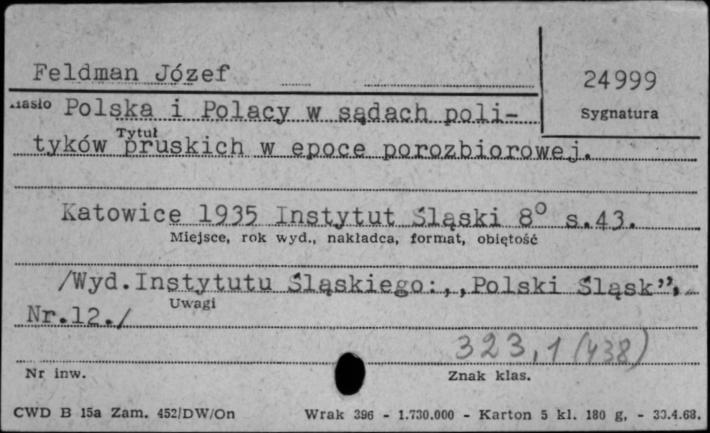 Feldman Józef
24999
Sygnatura
Polska i Polacy w sądach poli-
Tytuł
tyków pruskich w epoce porozbiorowej.
Katowice 1935 Instytut Śląski 8° s.43.
Miejsce, rok wyd., nakładca, format, objętość
/Wyd.Instytutu Śląskiego:,,Polski Śląsk”,
Uwagi
Nr.12./
323,1 (438)
Nr inw.
Znak klas.
CWD B 15a Zam. 452/DW/On Wrak 396 - 1.730.000 - Karton 5 kl. 180 g, - 33.4.68.